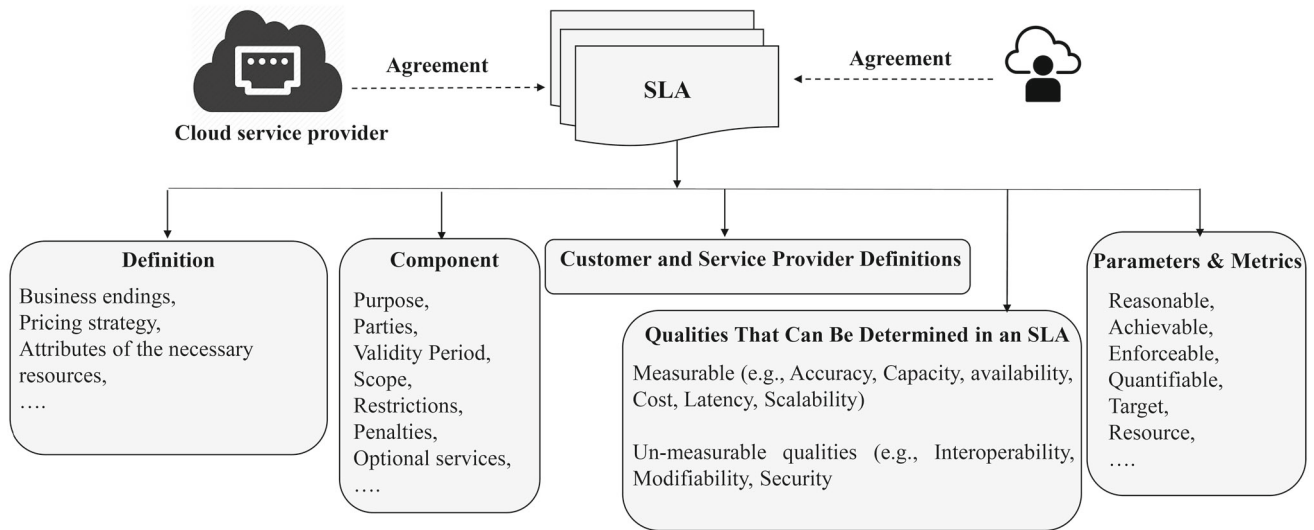 Agreement
SLA
Agreement
Cloud service provider
Definition
Business endings,
Pricing strategy,
Attributes of the necessary
resources,
….
Component
Purpose,
Parties,
Validity Period,
Scope,
Restrictions,
Penalties,
Optional services,
….
Customer and Service Provider Definitions
Qualities That Can Be Determined in an SLA
Measurable (e.g., Accuracy, Capacity, availability,
Cost, Latency, Scalability)
Un-measurable qualities (e.g., Interoperability,
Modifiability, Security
Parameters & Metrics
Reasonable,
Achievable,
Enforceable,
Quantifiable,
Target,
Resource,
….